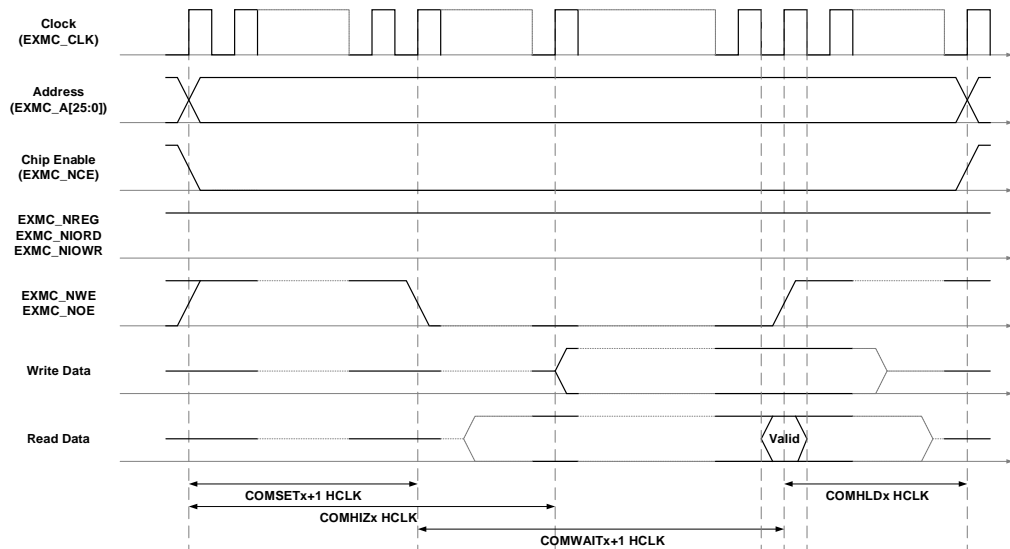 Clock
(EXMC_CLK)
Address
(EXMC_A[25:0])
Chip Enable
(EXMC_NCE)
EXMC_NREG
EXMC_NIORD
EXMC_NIOWR
EXMC_NWE
EXMC_NOE
Write Data
Read Data
Valid
COMSETx+1 HCLK
COMHLDx HCLK
COMHIZx HCLK
COMWAITx+1 HCLK